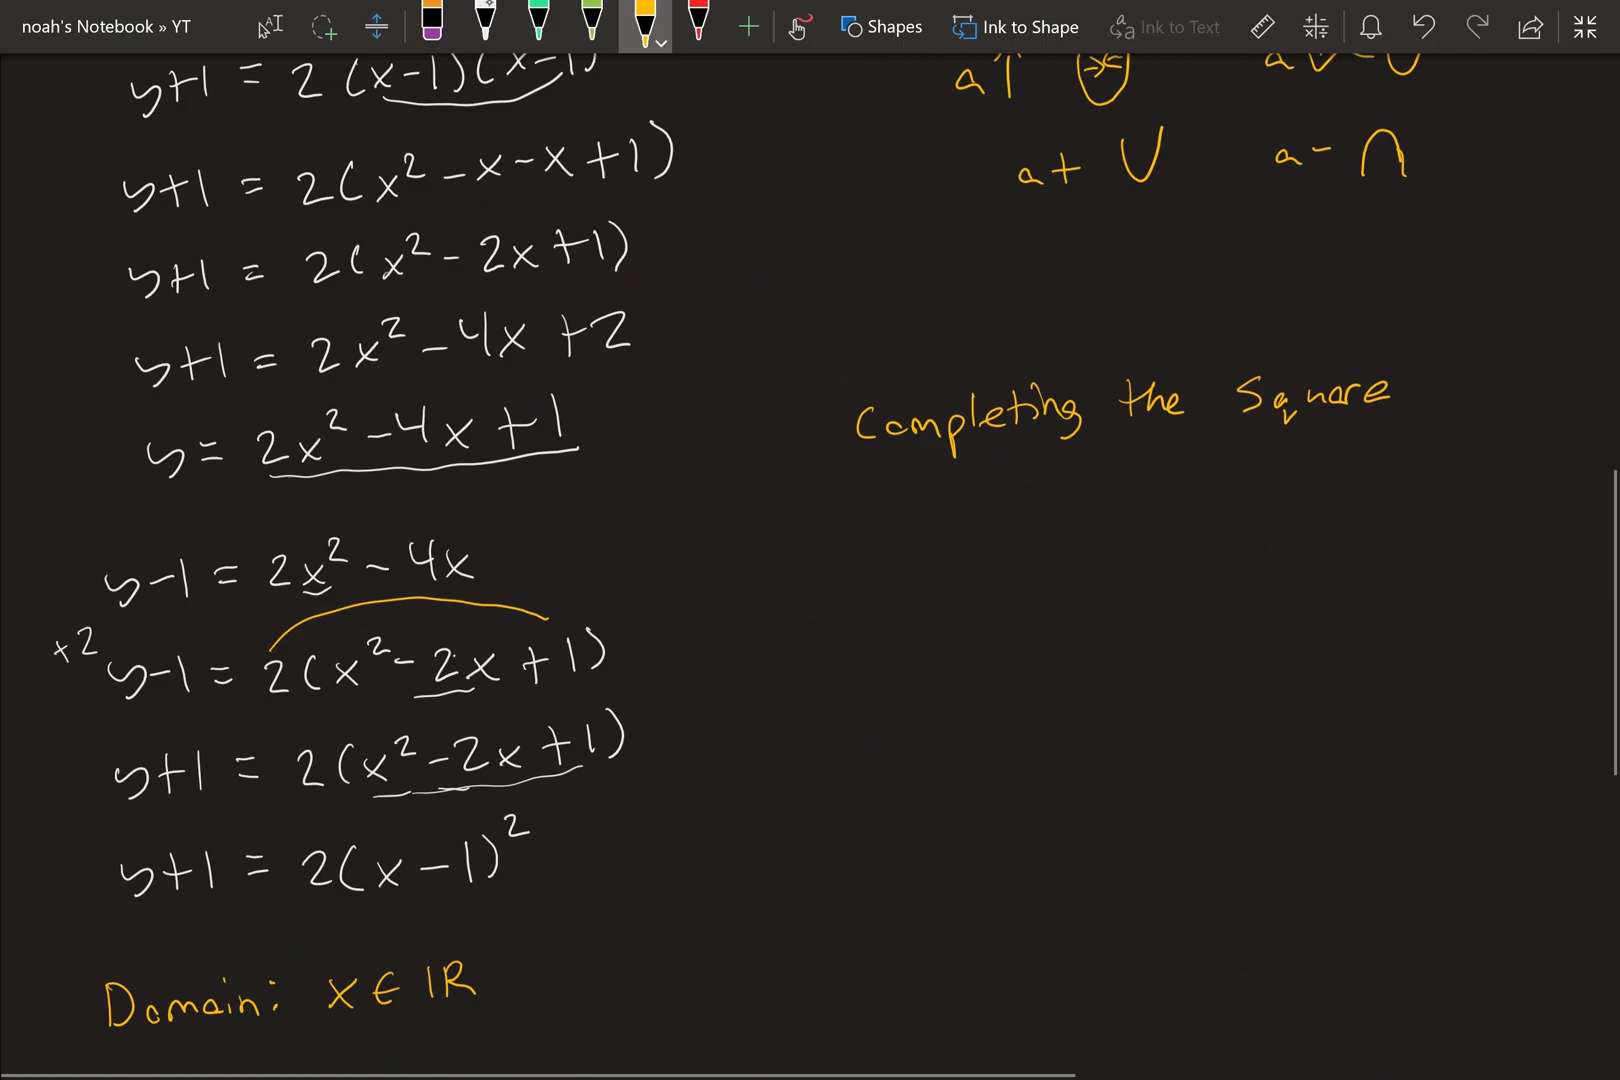 noah's Notebook » YT
Shapes
Ink to Shape
Ink to Text
y+1 = 2(x-1)(x-1)
y+1 = 2(x² - x - x + 1)
y+1 = 2(x² - 2x + 1)
y+1 = 2x² - 4x + 2
y = 2x² - 4x + 1
y-1 = 2x² - 4x
+2 y-1 = 2(x² - 2x + 1)
y+1 = 2(x² - 2x + 1)
y+1 = 2(x-1)²
Domain: x ∈ ℝ
a↑
a+ ∪
a- ∩
Completing the Square